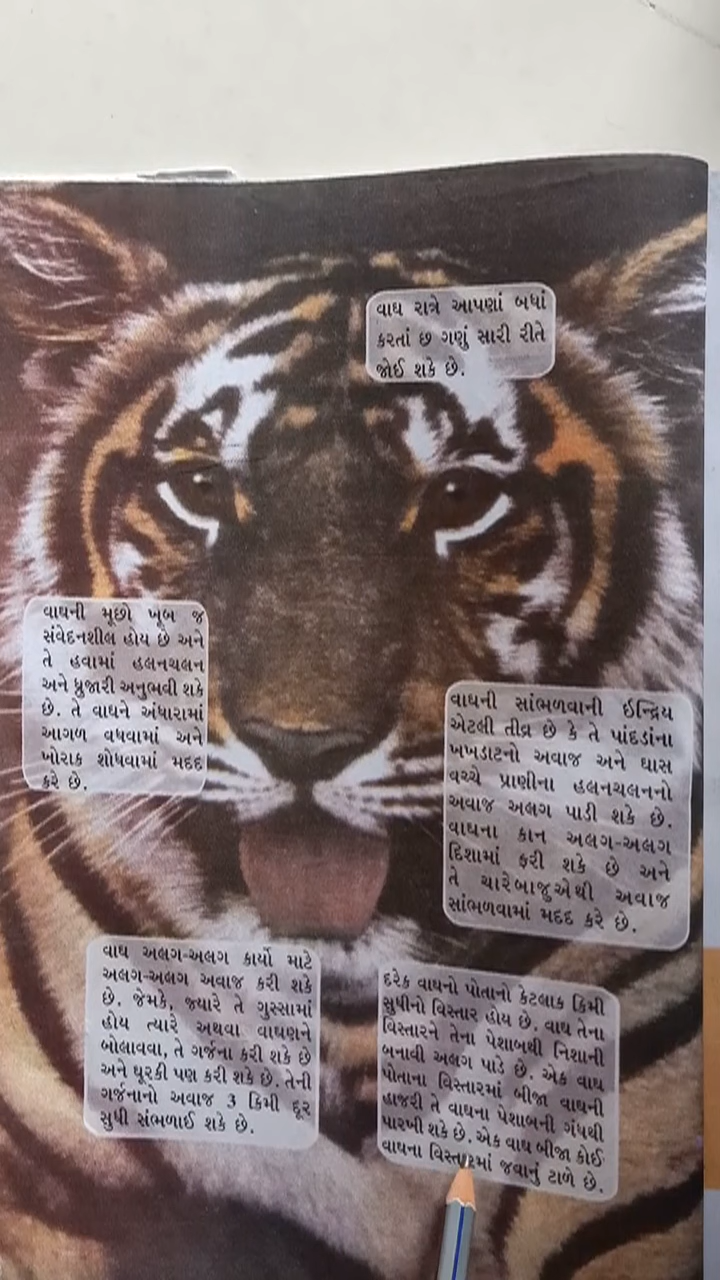 વાઘ રાત્રે આપણાં બધાં
કરતાં છ ગણું સારી રીતે
જોઈ શકે છે.
વાઘની મૂછો ખૂબ જ
સંવેદનશીલ હોય છે અને
તે હવામાં હલનચલન
અને ધ્રુજારી અનુભવી શકે
છે. તે વાઘને અંધારામાં
આગળ વધવામાં અને
ખોરાક શોધવામાં મદદ
કરે છે.
વાઘની સાંભળવાની ઇન્દ્રિય
એટલી તીવ્ર છે કે તે પાંદડાંના
ખખડાટનો અવાજ અને ઘાસ
વચ્ચે પ્રાણીના હલનચલનનો
અવાજ અલગ પાડી શકે છે.
વાઘના કાન અલગ-અલગ
દિશામાં ફરી શકે છે અને
તે ચારેબાજુએથી અવાજ
સાંભળવામાં મદદ કરે છે.
વાઘ અલગ-અલગ કાર્યો માટે
અલગ-અલગ અવાજ કરી શકે
છે. જેમકે, જ્યારે તે ગુસ્સામાં
હોય ત્યારે અથવા વાઘણને
બોલાવવા, તે ગર્જના કરી શકે છે
અને ઘૂરકી પણ કરી શકે છે. તેની
ગર્જનાનો અવાજ 3 કિમી દૂર
સુધી સંભળાઈ શકે છે.
દરેક વાઘનો પોતાનો કેટલાક કિમી
સુધીનો વિસ્તાર હોય છે. વાઘ તેના
વિસ્તારને તેના પેશાબથી નિશાની
બનાવી અલગ પાડે છે. એક વાઘ
પોતાના વિસ્તારમાં બીજા વાઘની
હાજરી તે વાઘના પેશાબની ગંધથી
પારખી શકે છે. એક વાઘ બીજા કોઈ
વાઘના વિસ્તારમાં જવાનું ટાળે છે.